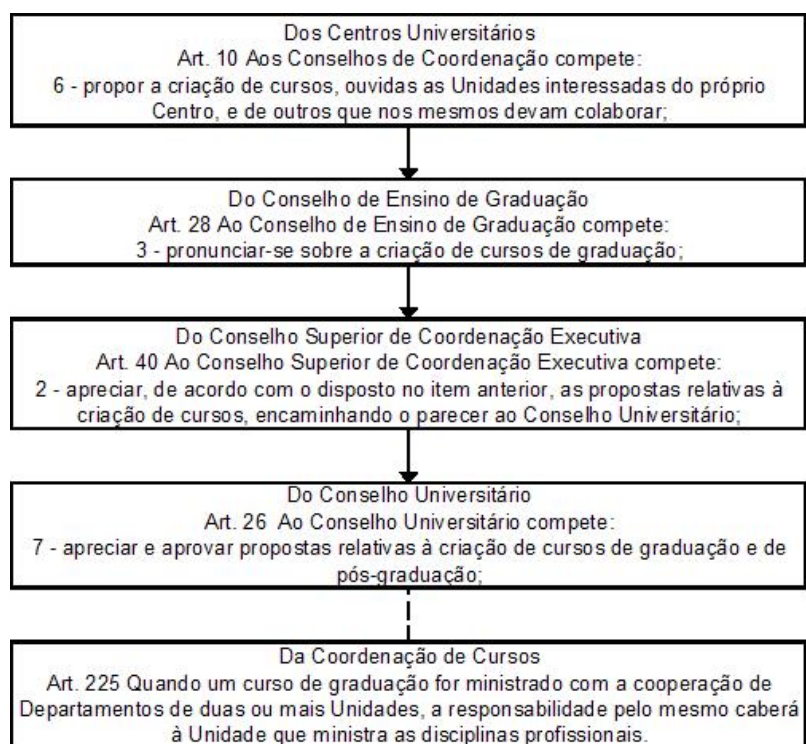 Dos Centros Universitários
Art. 10 Aos Conselhos de Coordenação compete:
6 - propor a criação de cursos, ouvidas as Unidades interessadas do próprio
Centro, e de outros que nos mesmos devam colaborar;
Do Conselho de Ensino de Graduação
Art. 28 Ao Conselho de Ensino de Graduação compete:
3 - pronunciar-se sobre a criação de cursos de graduação;
Do Conselho Superior de Coordenação Executiva
Art. 40 Ao Conselho Superior de Coordenação Executiva compete:
2 - apreciar, de acordo com o disposto no item anterior, as propostas relativas à
criação de cursos, encaminhando o parecer ao Conselho Universitário;
Do Conselho Universitário
Art. 26 Ao Conselho Universitário compete:
7 - apreciar e aprovar propostas relativas à criação de cursos de graduação e de
pós-graduação;
Da Coordenação de Cursos
Art. 225 Quando um curso de graduação for ministrado com a cooperação de
Departamentos de duas ou mais Unidades, a responsabilidade pelo mesmo caberá
à Unidade que ministra as disciplinas profissionais.